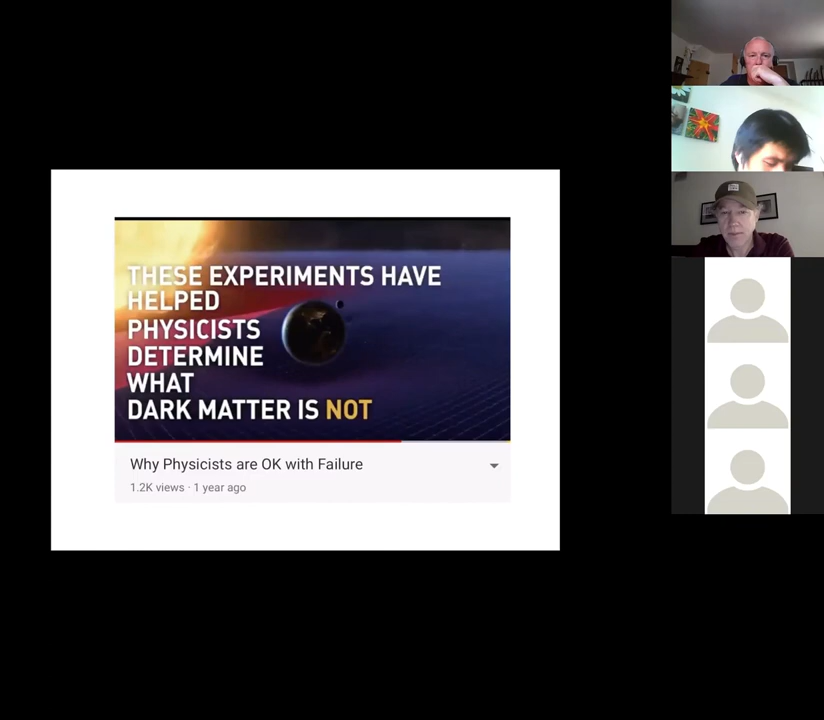 THESE EXPERIMENTS HAVE
HELPED
PHYSICISTS
DETERMINE
WHAT
DARK MATTER IS NOT
Why Physicists are OK with Failure
1.2K views · 1 year ago